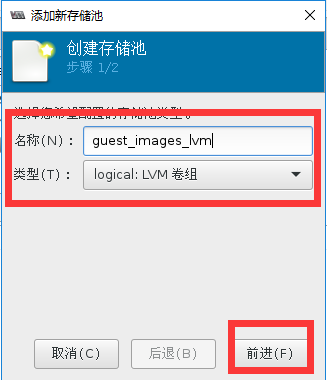 添加新存储池
创建存储池
步骤 1/2
选择您希望配置的存储池类型。
名称(N)： guest_images_lvm
类型(T)： logical: LVM 卷组
取消(C) 后退(B) 前进(F)